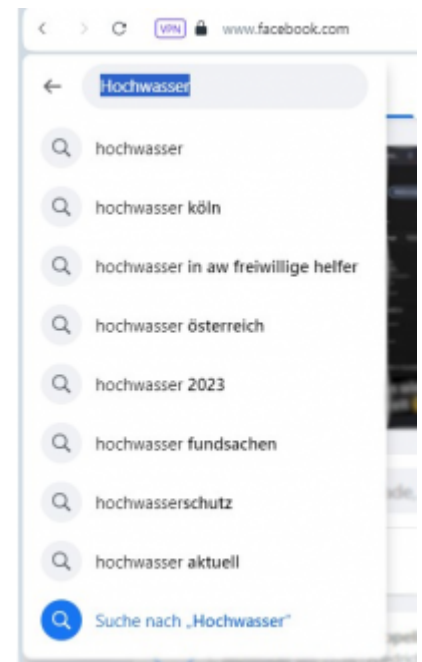 VPN www.facebook.com
Hochwasser
hochwasser
hochwasser köln
hochwasser in aw freiwillige helfer
hochwasser österreich
hochwasser 2023
hochwasser fundsachen
hochwasserschutz
hochwasser aktuell
Suche nach „Hochwasser“